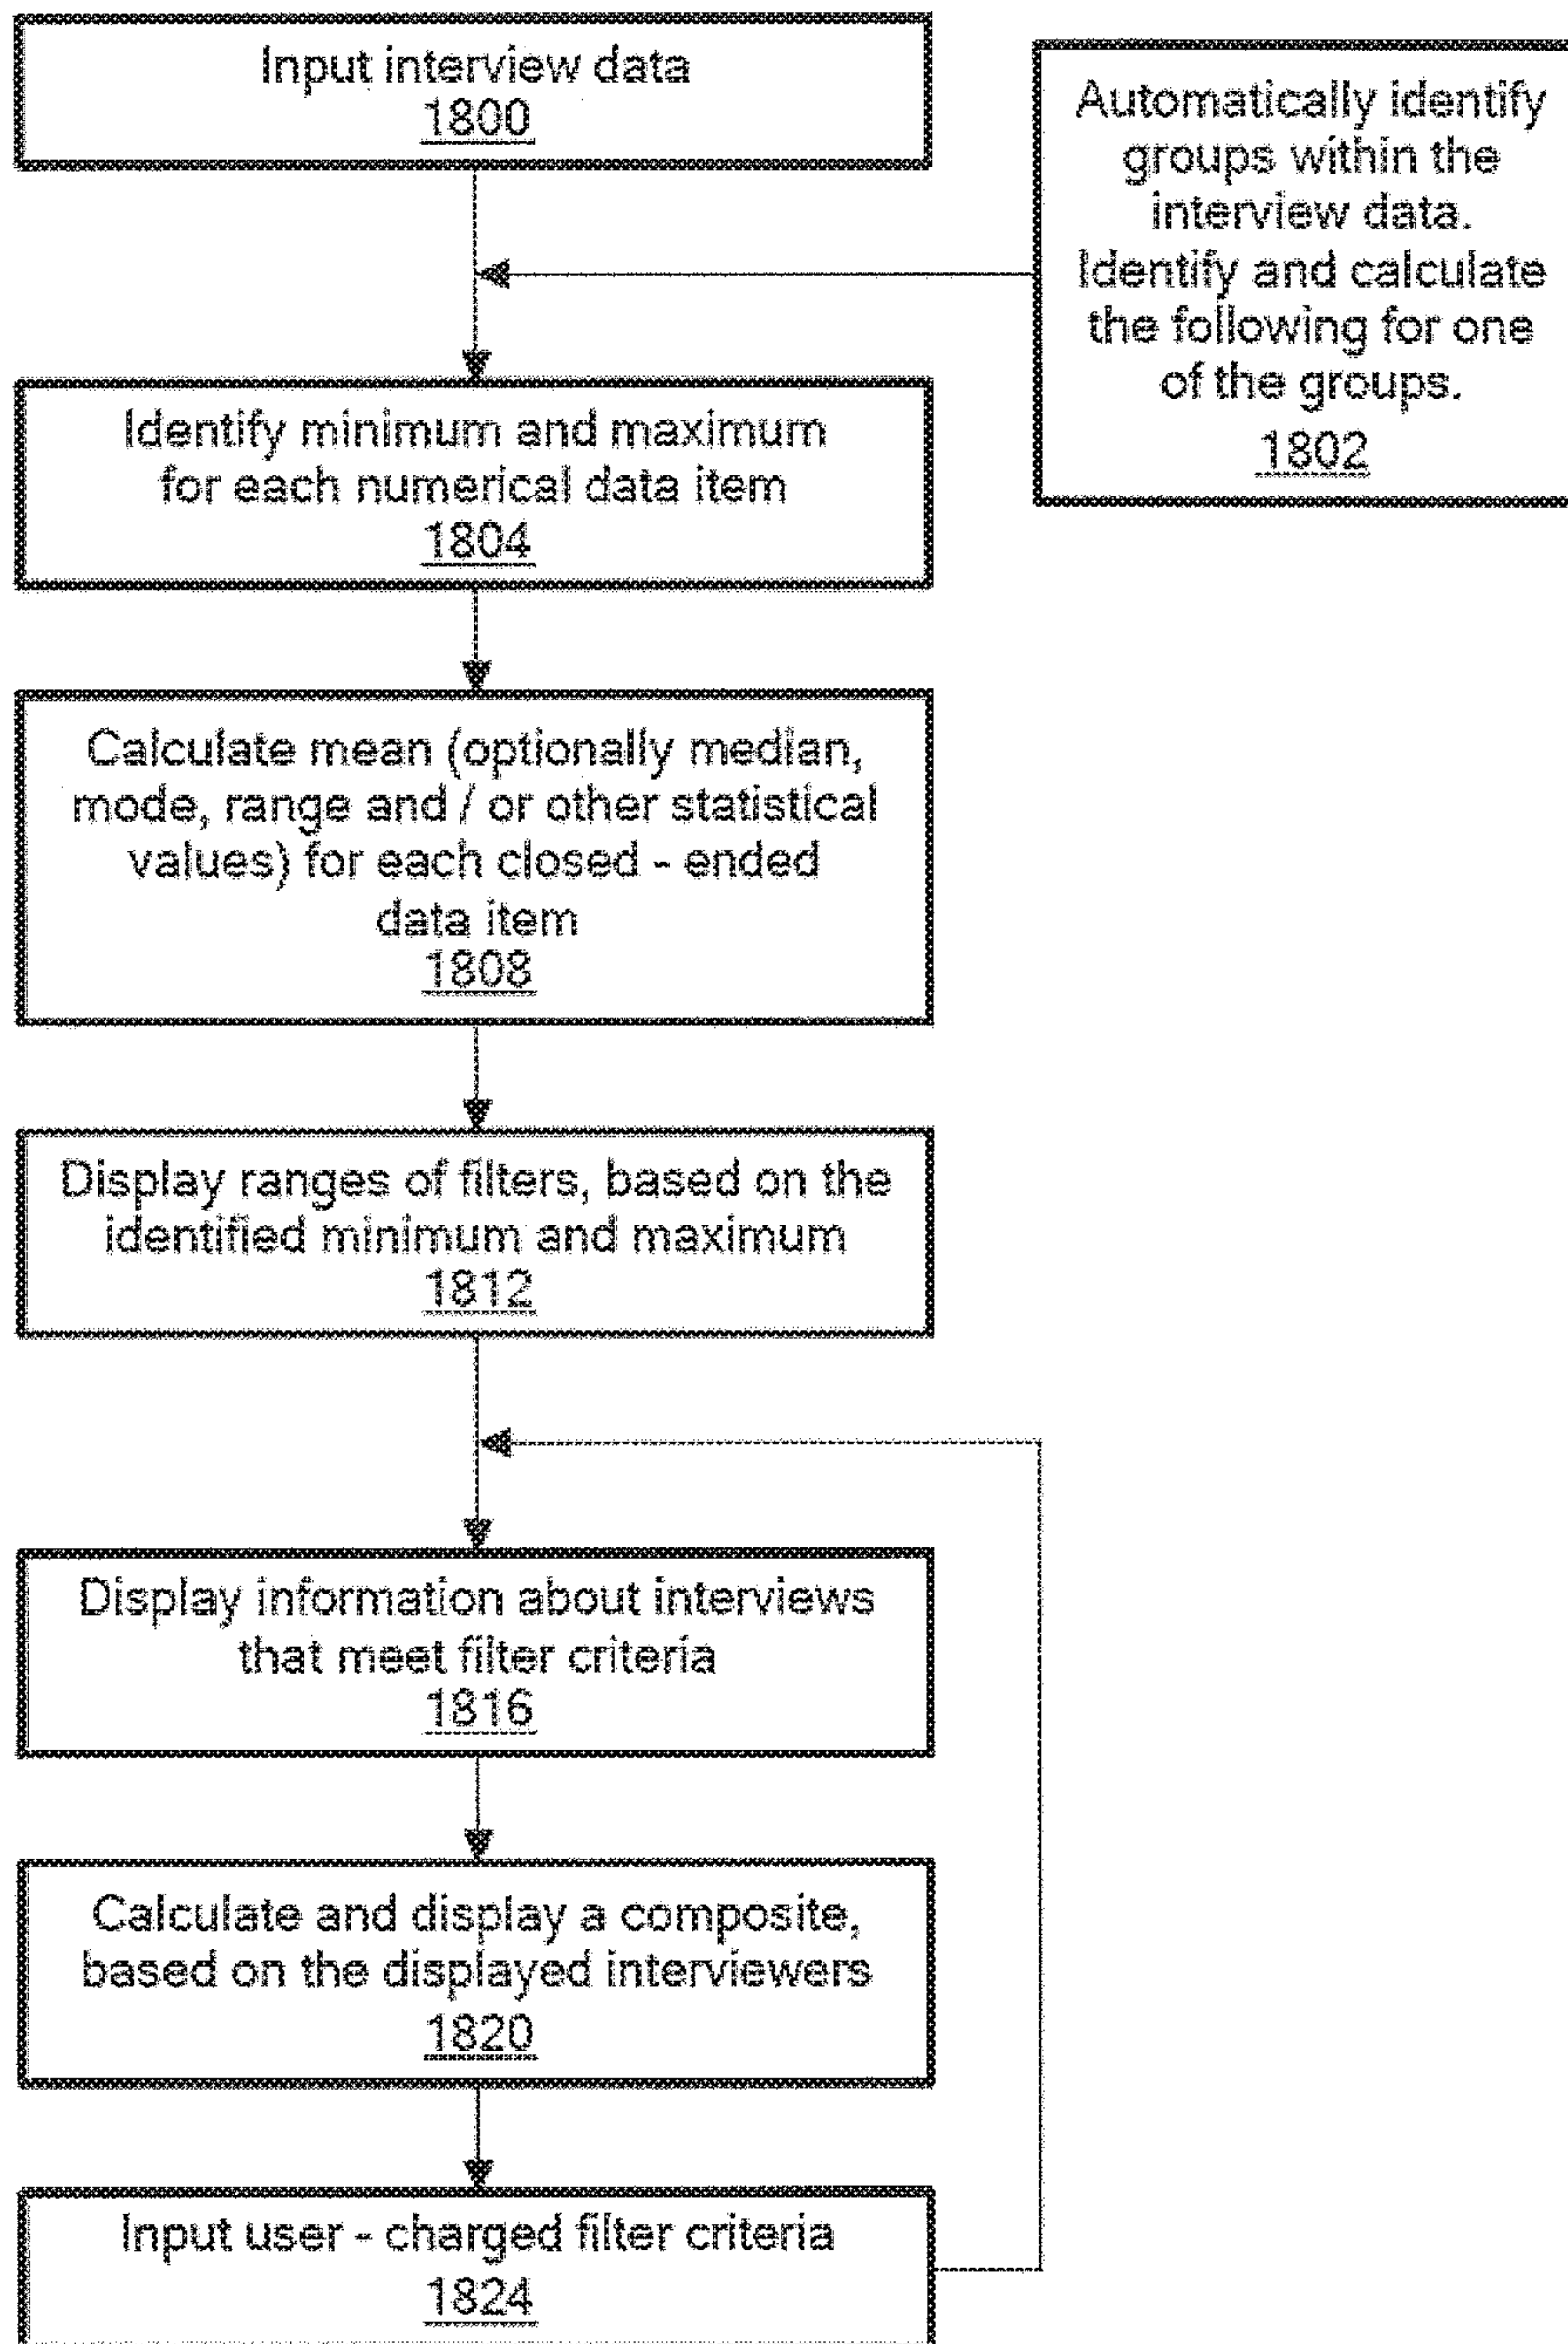 Input interview data
1800
Automatically identify
groups within the
interview data.
Identify and calculate
the following for one
of the groups.
1802
Identify minimum and maximum
for each numerical data item
1804
Calculate mean (optionally median,
mode, range and / or other statistical
values) for each closed - ended
data item
1808
Display ranges of filters, based on the
identified minimum and maximum
1812
Display information about interviews
that meet filter criteria
1816
Calculate and display a composite,
based on the displayed interviewers
1820
Input user - charged filter criteria
1824